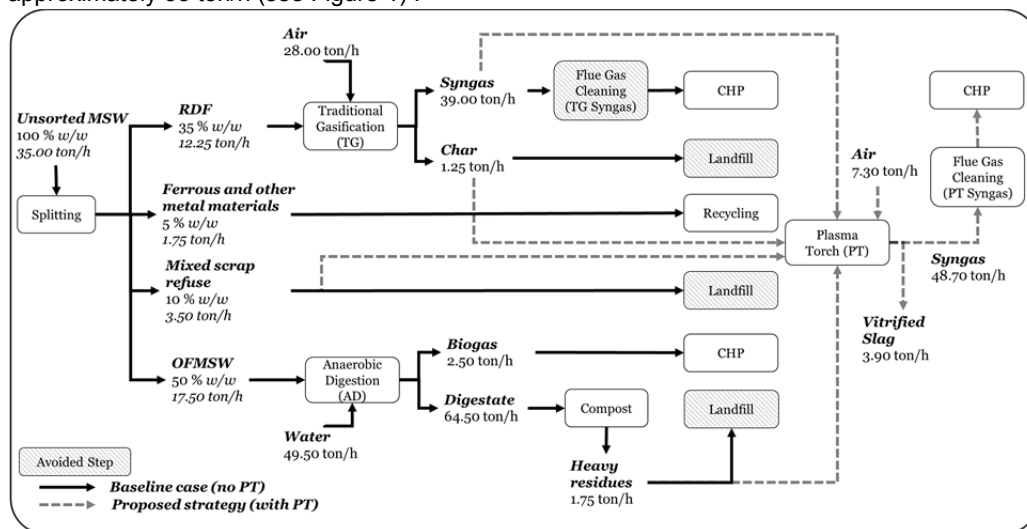 approximately 35 ton/h (see Figure 1) .
Air
28.00 ton/h
Syngas
39.00 ton/h
Flue Gas
Cleaning
(TG Syngas)
CHP
CHP
Unsorted MSW
100 % w/w
35.00 ton/h
RDF
35 % w/w
12.25 ton/h
Traditional
Gasification
(TG)
Char
1.25 ton/h
Landfill
Air
7.30 ton/h
Flue Gas
Cleaning
(PT Syngas)
Splitting
Ferrous and other
metal materials
5 % w/w
1.75 ton/h
Recycling
Plasma
Torch (PT)
Syngas
48.70 ton/h
Mixed scrap
refuse
10 % w/w
3.50 ton/h
Landfill
Vitrified
Slag
3.90 ton/h
OFMSW
50 % w/w
17.50 ton/h
Anaerobic
Digestion
(AD)
Biogas
2.50 ton/h
CHP
Digestate
64.50 ton/h
Compost
Landfill
Water
49.50 ton/h
Heavy
residues
1.75 ton/h
Avoided Step
Baseline case (no PT)
Proposed strategy (with PT)